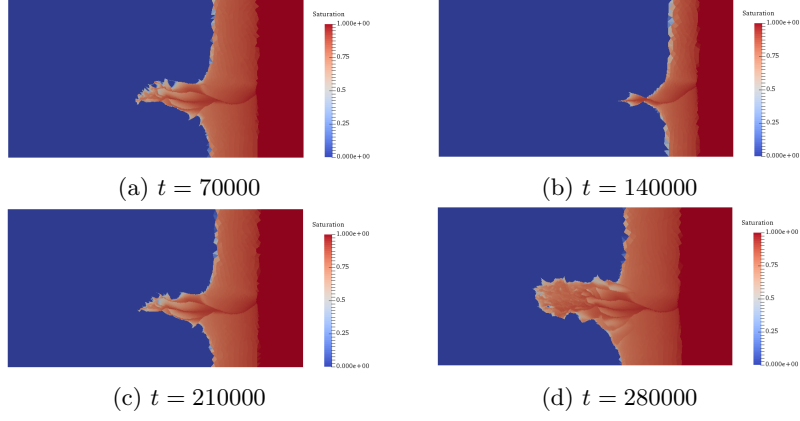 Saturation
1.000e+00
0.75
0.5
0.25
0.000e+00
(a) t = 70000
Saturation
1.000e+00
0.75
0.5
0.25
0.000e+00
(b) t = 140000
Saturation
1.000e+00
0.75
0.5
0.25
0.000e+00
(c) t = 210000
Saturation
1.000e+00
0.75
0.5
0.25
0.000e+00
(d) t = 280000